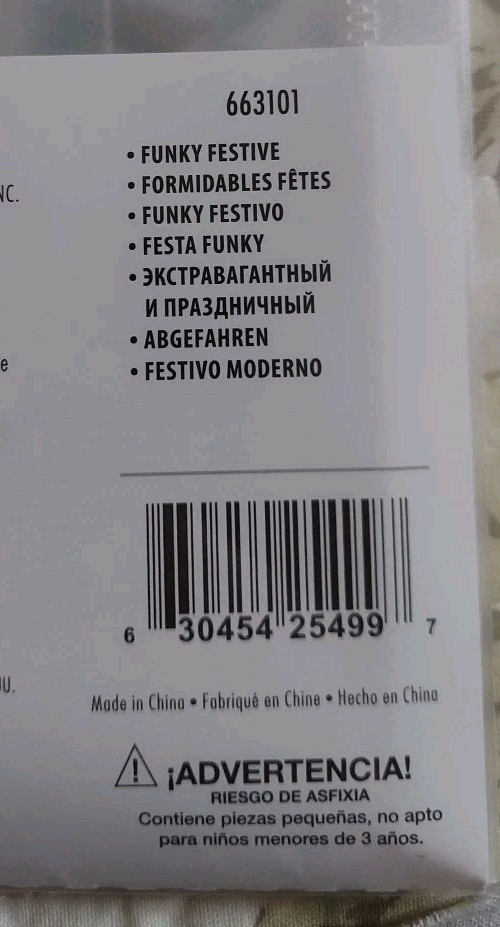 663101
• FUNKY FESTIVE
• FORMIDABLES FÊTES
NC.
• FUNKY FESTIVO
• FESTA FUNKY
• ЭКСТРАВАГАНТНЫЙ
И ПРАЗДНИЧНЫЙ
• ABGEFAHREN
e
• FESTIVO MODERNO
6 30454 25499 7
U.
Made in China • Fabriqué en Chine • Hecho en China
¡ADVERTENCIA!
RIESGO DE ASFIXIA
Contiene piezas pequeñas, no apto
para niños menores de 3 años.